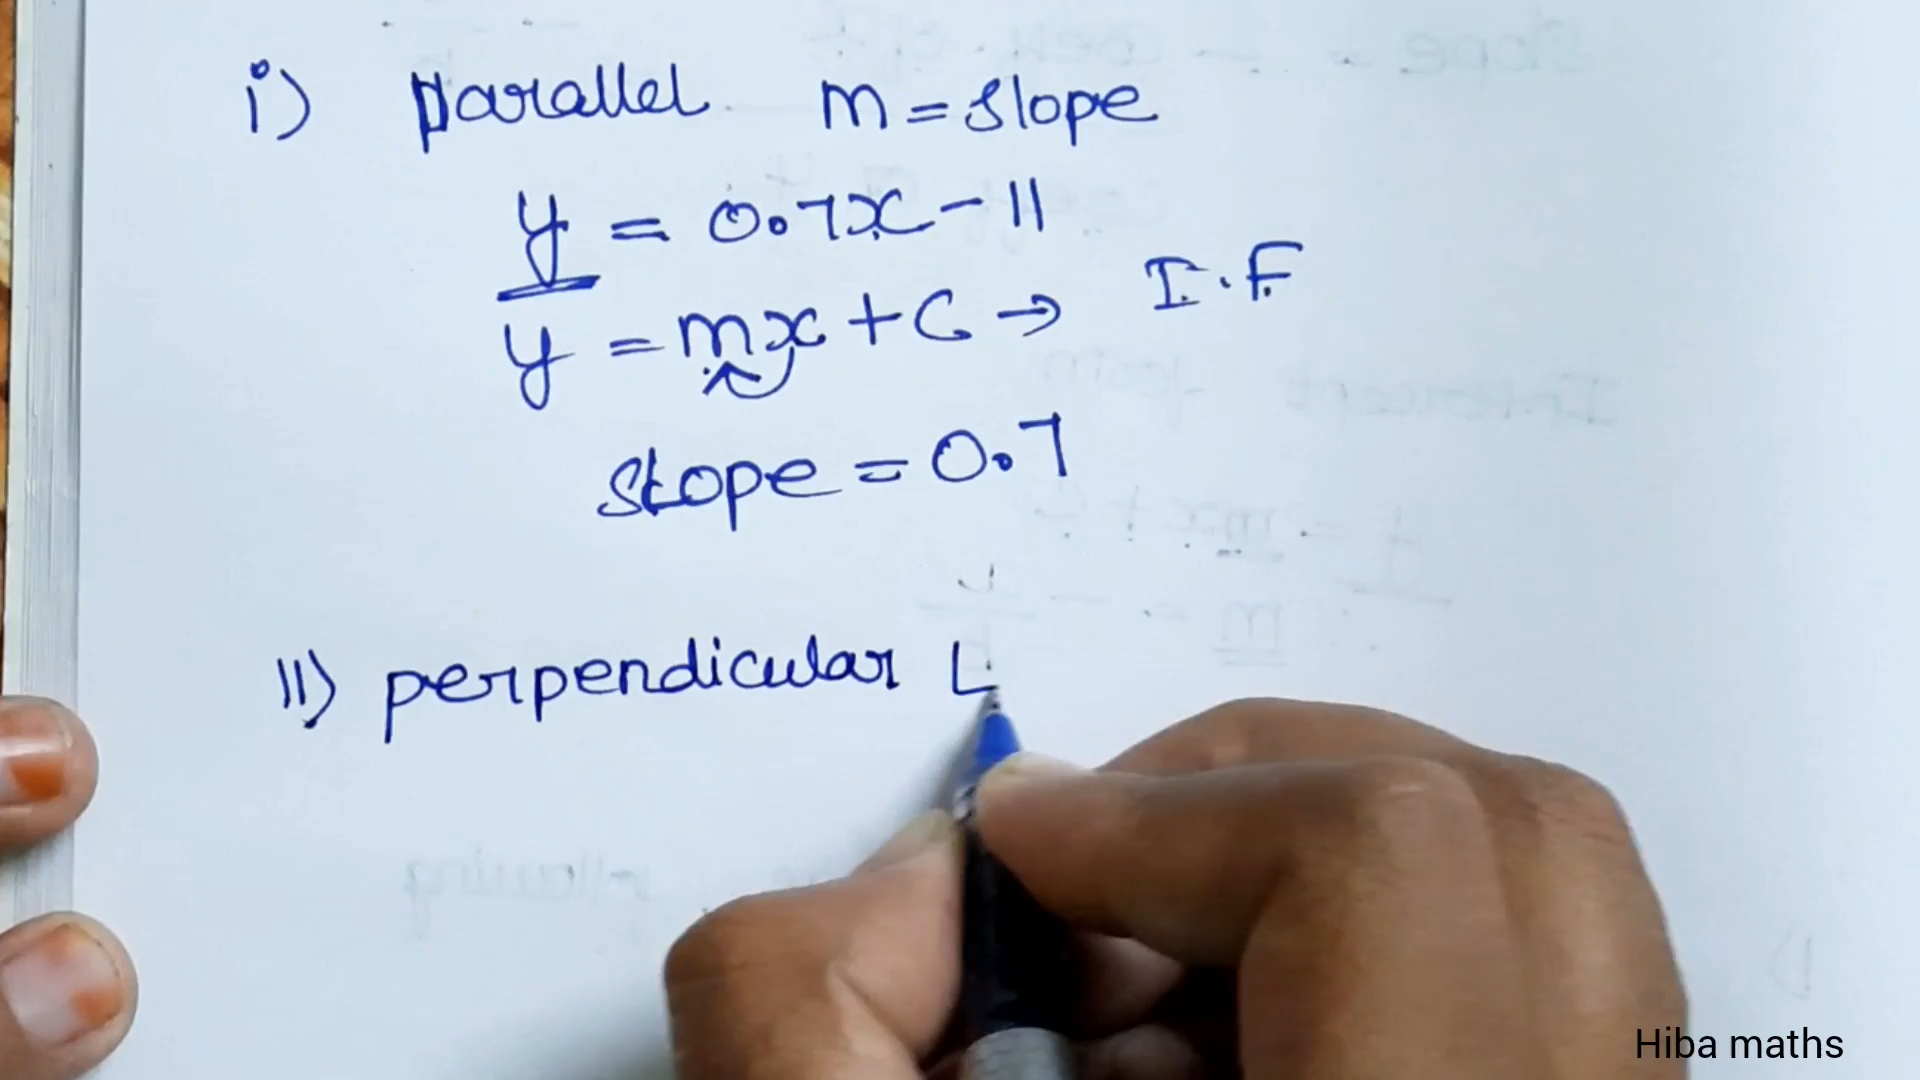 i) Parallel m = slope
y = 0.7x - 11
y = mx + C → I.F
slope = 0.7
II) perpendicular L
Hiba maths